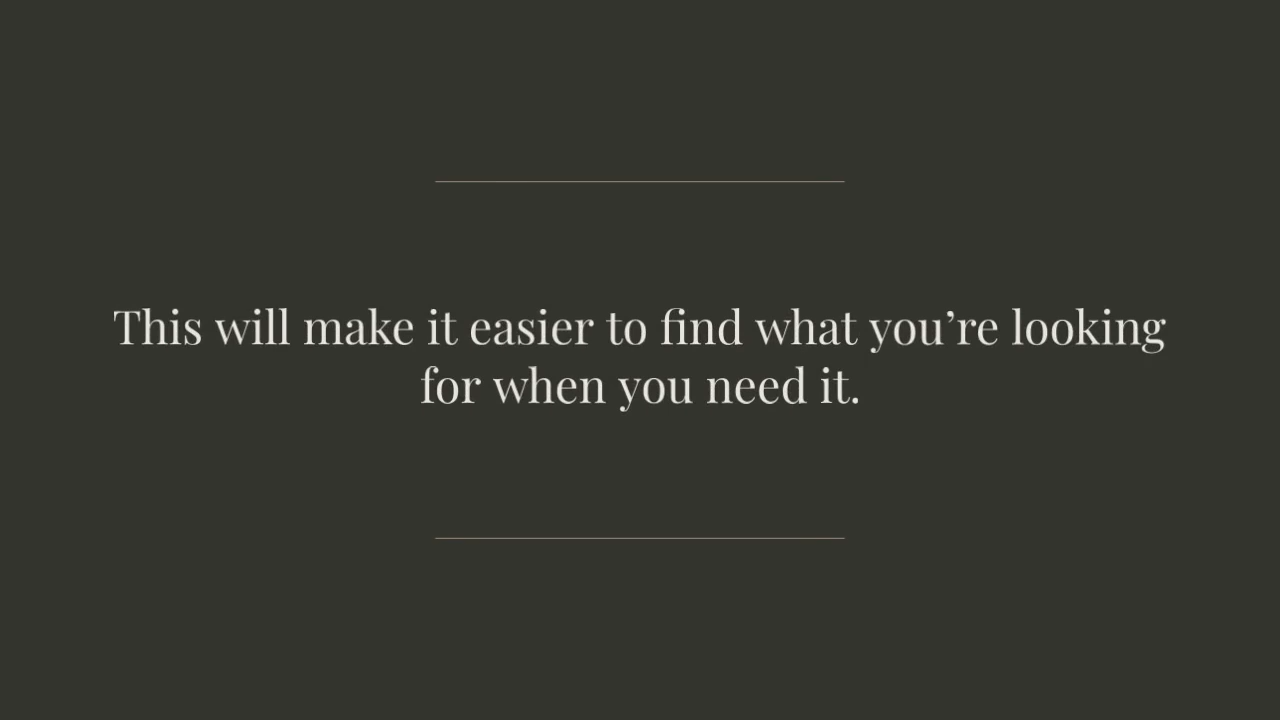 This will make it easier to find what you’re looking
for when you need it.